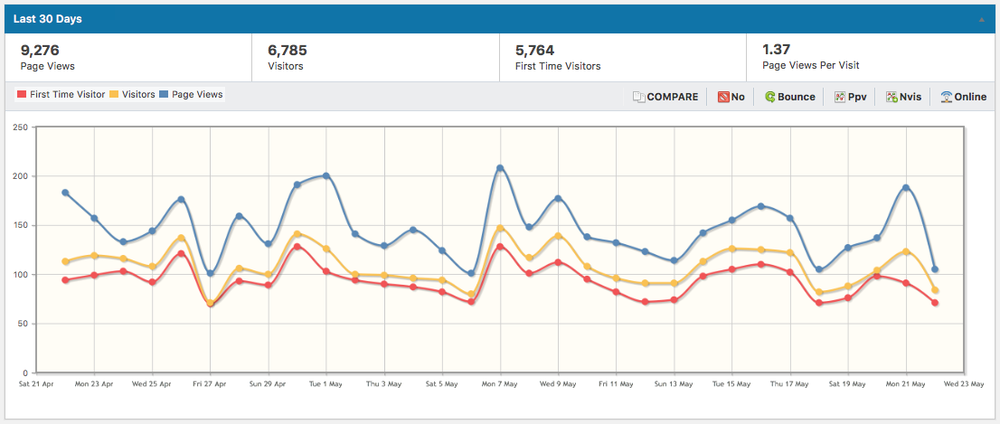 Last 30 Days
9,276
Page Views
6,785
Visitors
5,764
First Time Visitors
1.37
Page Views Per Visit
First Time Visitor Visitors Page Views
COMPARE No Bounce Ppv Nvis Online
250
200
150
100
50
0
Sat 21 Apr Mon 23 Apr Wed 25 Apr Fri 27 Apr Sun 29 Apr Tue 1 May Thu 3 May Sat 5 May Mon 7 May Wed 9 May Fri 11 May Sun 13 May Tue 15 May Thu 17 May Sat 19 May Mon 21 May Wed 23 May